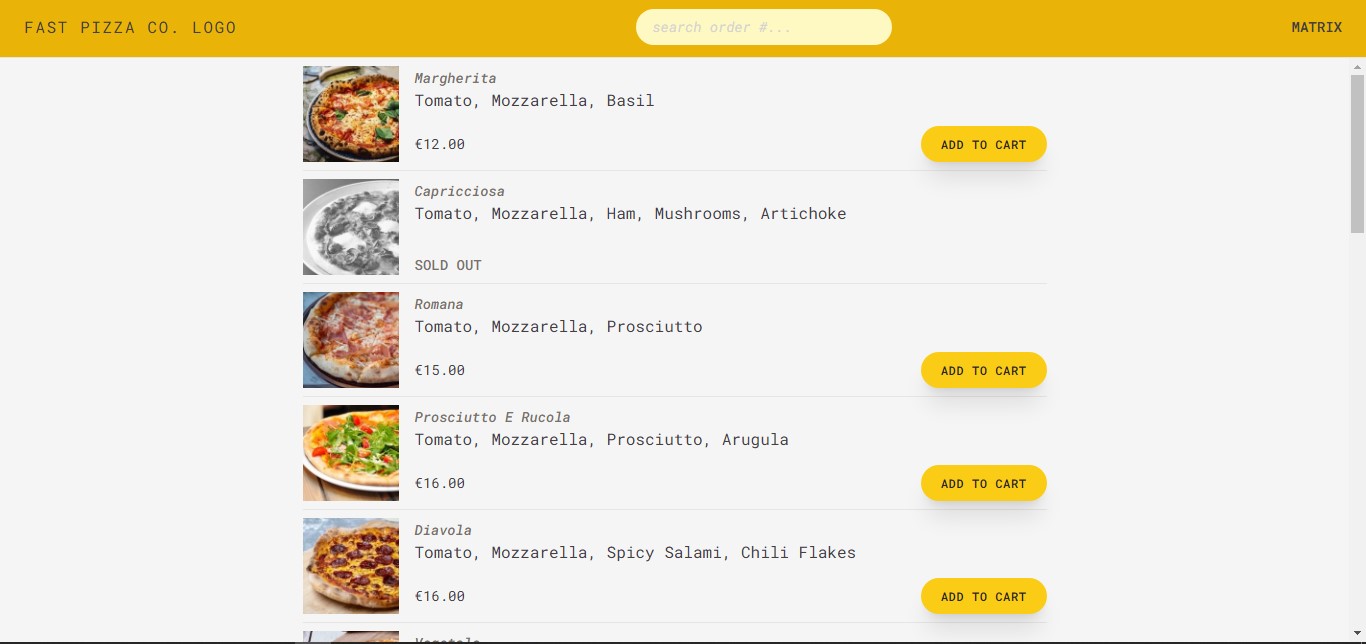 FAST PIZZA CO. LOGO
search order #...
MATRIX
Margherita
Tomato, Mozzarella, Basil
€12.00
ADD TO CART
Capricciosa
Tomato, Mozzarella, Ham, Mushrooms, Artichoke
SOLD OUT
Romana
Tomato, Mozzarella, Prosciutto
€15.00
ADD TO CART
Prosciutto E Rucola
Tomato, Mozzarella, Prosciutto, Arugula
€16.00
ADD TO CART
Diavola
Tomato, Mozzarella, Spicy Salami, Chili Flakes
€16.00
ADD TO CART